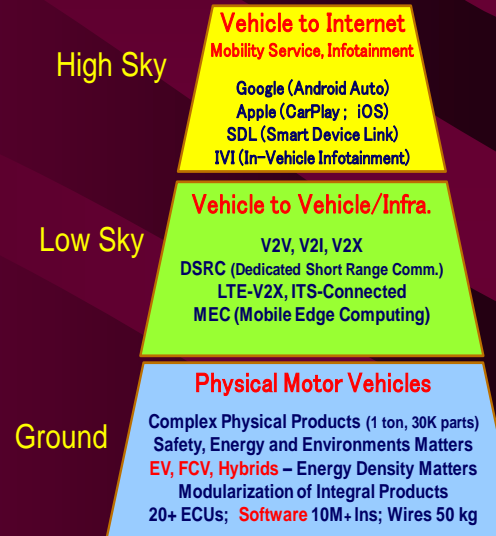 High Sky
Vehicle to Internet
Mobility Service, Infotainment
Google (Android Auto)
Apple (CarPlay ; iOS)
SDL (Smart Device Link)
IVI (In-Vehicle Infotainment)
Low Sky
Vehicle to Vehicle/Infra.
V2V, V2I, V2X
DSRC (Dedicated Short Range Comm.)
LTE-V2X, ITS-Connected
MEC (Mobile Edge Computing)
Ground
Physical Motor Vehicles
Complex Physical Products (1 ton, 30K parts)
Safety, Energy and Environments Matters
EV, FCV, Hybrids – Energy Density Matters
Modularization of Integral Products
20+ ECUs; Software 10M+ lns; Wires 50 kg